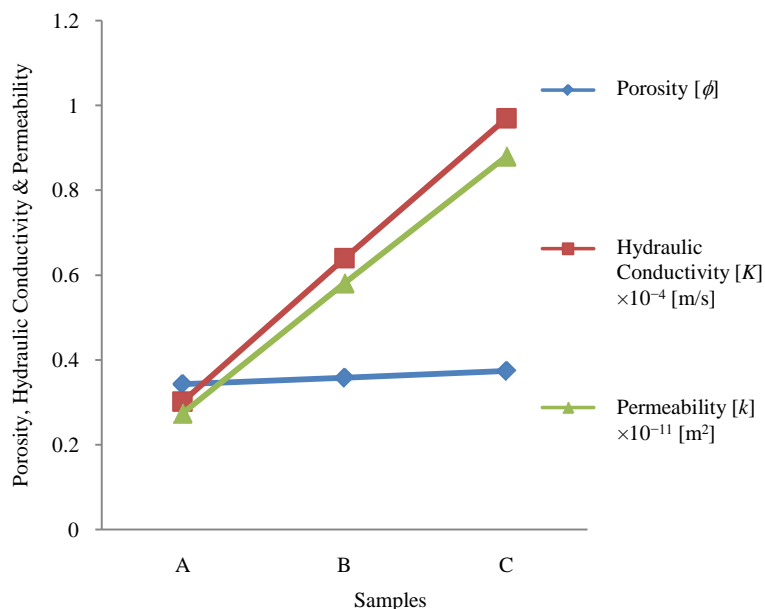 Porosity, Hydraulic Conductivity & Permeability
1.2
1
0.8
0.6
0.4
0.2
0
A B C
Samples
Porosity [ϕ]
Hydraulic
Conductivity [K]
×10⁻⁴ [m/s]
Permeability [k]
×10⁻¹¹ [m²]